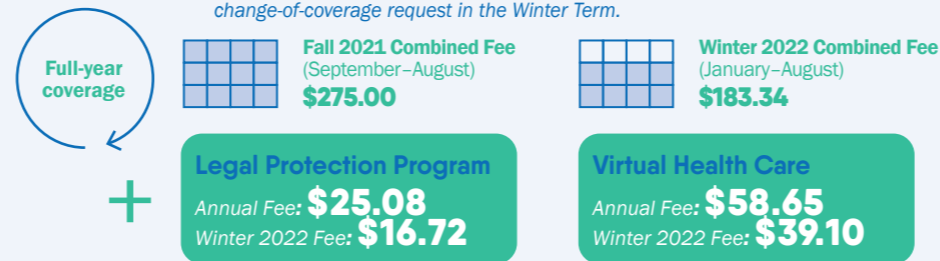 change-of-coverage request in the Winter Term.
Full-year
coverage
Fall 2021 Combined Fee
(September–August)
$275.00
Winter 2022 Combined Fee
(January–August)
$183.34
+
Legal Protection Program
Annual Fee: $25.08
Winter 2022 Fee: $16.72
Virtual Health Care
Annual Fee: $58.65
Winter 2022 Fee: $39.10